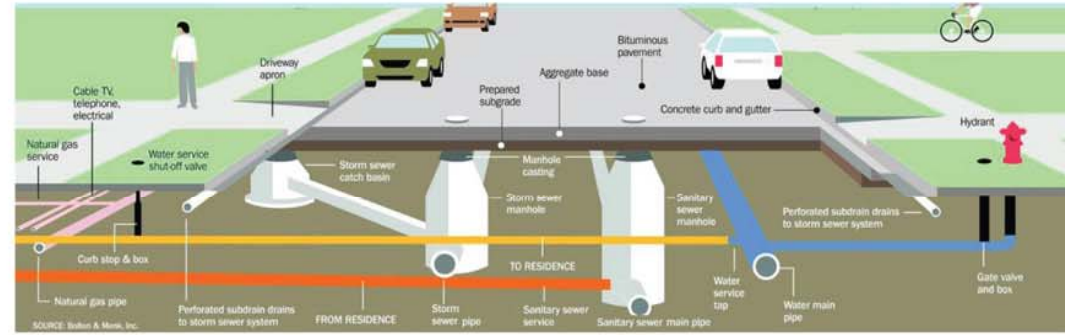 Bituminous
pavement
Driveway
apron
Aggregate base
Cable TV,
telephone,
electrical
Prepared
subgrade
Concrete curb and gutter
Hydrant
Natural gas
service
Water service
shut-off valve
Storm sewer
catch basin
Manhole
casting
Storm sewer
manhole
Sanitary
sewer
manhole
Perforated subdrain drains
to storm sewer system
Curb stop & box
TO RESIDENCE
Gate valve
and box
Natural gas pipe
Perforated subdrain drains
to storm sewer system
FROM RESIDENCE
Storm
sewer pipe
Sanitary sewer
service
Sanitary sewer main pipe
Water
service
tap
Water main
pipe
SOURCE: Bolton & Menk, Inc.